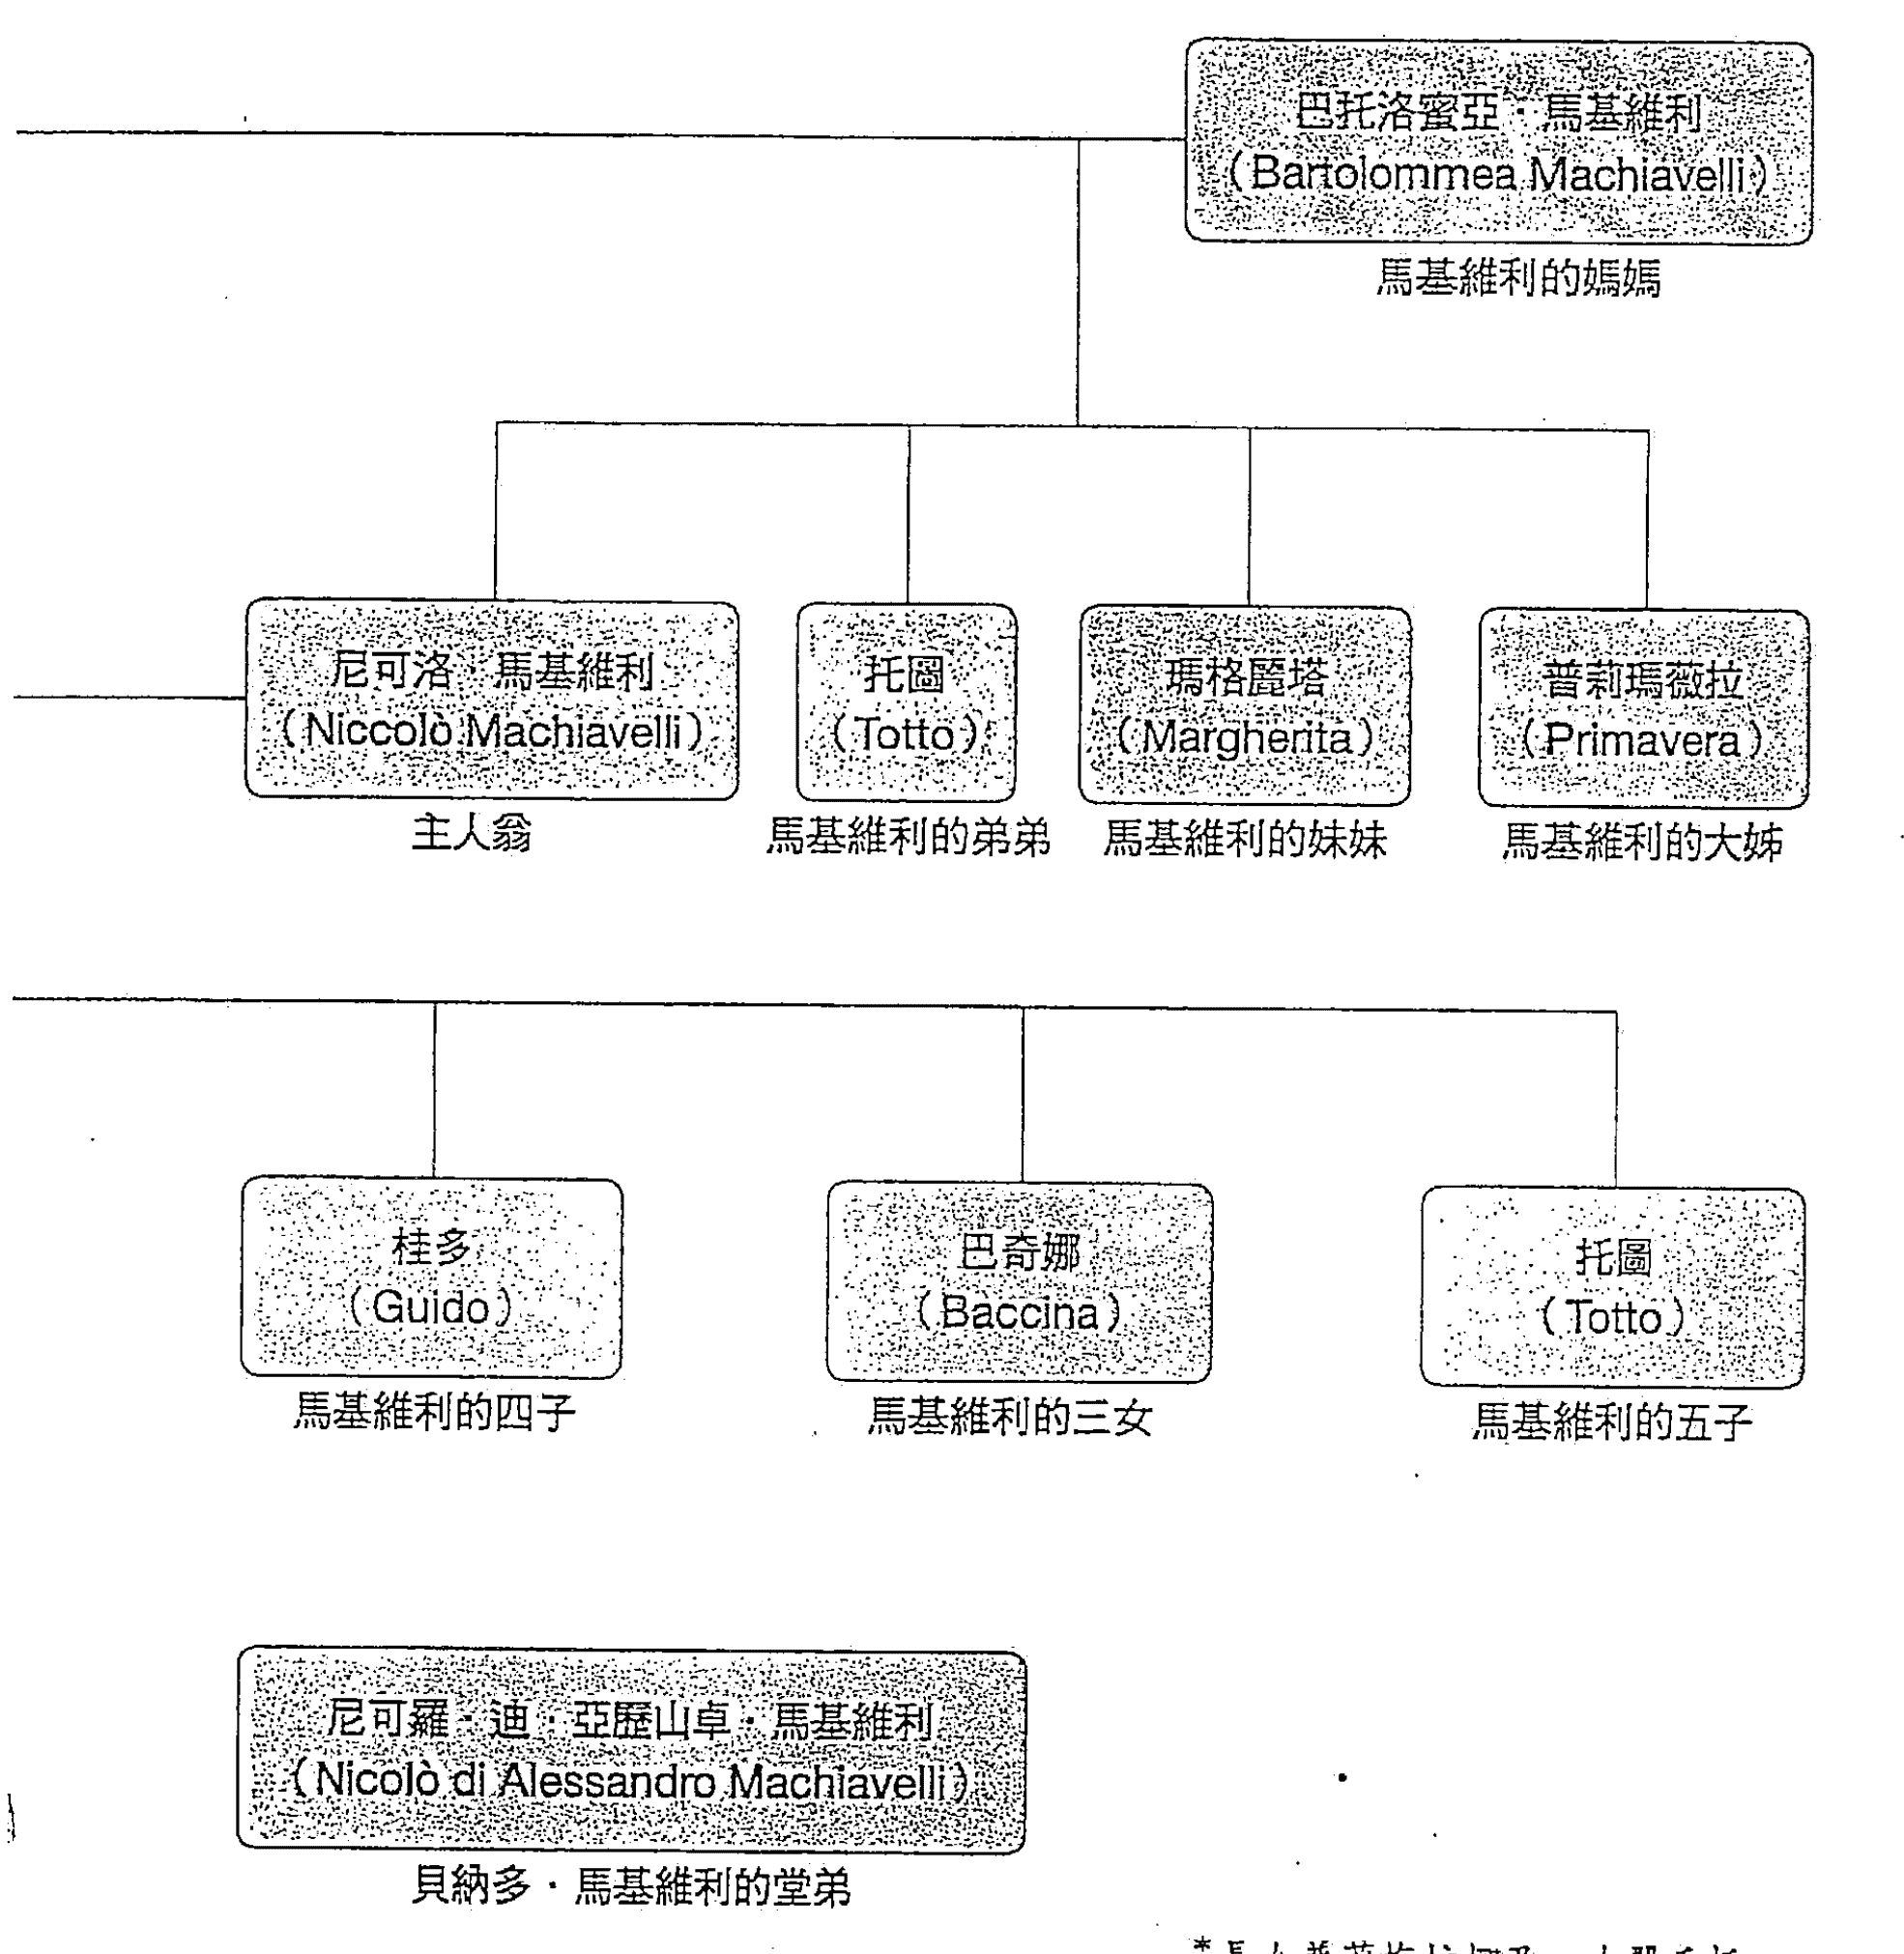 巴托洛蜜亞·馬基維利
（Bartolommea Machiavelli）
馬基維利的媽媽
尼可洛·馬基維利
（Niccolò Machiavelli）
主人翁
托圖
（Totto）
馬基維利的弟弟
瑪格麗塔
（Margherita）
馬基維利的妹妹
普莉瑪薇拉
（Primavera）
馬基維利的大姊
桂多
（Guido）
馬基維利的四子
巴奇娜
（Baccina）
馬基維利的三女
托圖
（Totto）
馬基維利的五子
尼可羅·迪·亞歷山卓·馬基維利
（Nicolò di Alessandro Machiavelli）
貝納多·馬基維利的堂弟